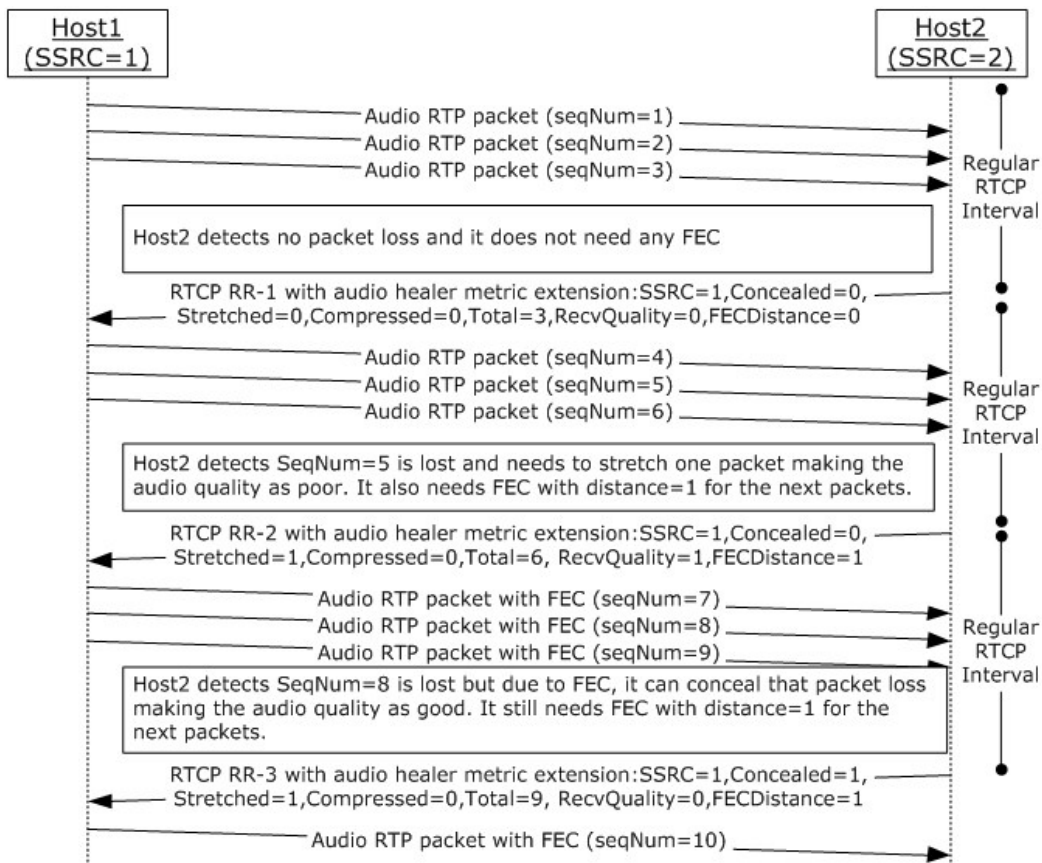 Host1
(SSRC=1)
Host2
(SSRC=2)
Audio RTP packet (seqNum=1)
Audio RTP packet (seqNum=2)
Audio RTP packet (seqNum=3)
Regular
RTCP
Interval
Host2 detects no packet loss and it does not need any FEC
RTCP RR-1 with audio healer metric extension:SSRC=1,Concealed=0,
Stretched=0,Compressed=0,Total=3,RecvQuality=0,FECDistance=0
Audio RTP packet (seqNum=4)
Audio RTP packet (seqNum=5)
Audio RTP packet (seqNum=6)
Regular
RTCP
Interval
Host2 detects SeqNum=5 is lost and needs to stretch one packet making the
audio quality as poor. It also needs FEC with distance=1 for the next packets.
RTCP RR-2 with audio healer metric extension:SSRC=1,Concealed=0,
Stretched=1,Compressed=0,Total=6, RecvQuality=1,FECDistance=1
Audio RTP packet with FEC (seqNum=7)
Audio RTP packet with FEC (seqNum=8)
Audio RTP packet with FEC (seqNum=9)
Regular
RTCP
Interval
Host2 detects SeqNum=8 is lost but due to FEC, it can conceal that packet loss
making the audio quality as good. It still needs FEC with distance=1 for the
next packets.
RTCP RR-3 with audio healer metric extension:SSRC=1,Concealed=1,
Stretched=1,Compressed=0,Total=9, RecvQuality=0,FECDistance=1
Audio RTP packet with FEC (seqNum=10)